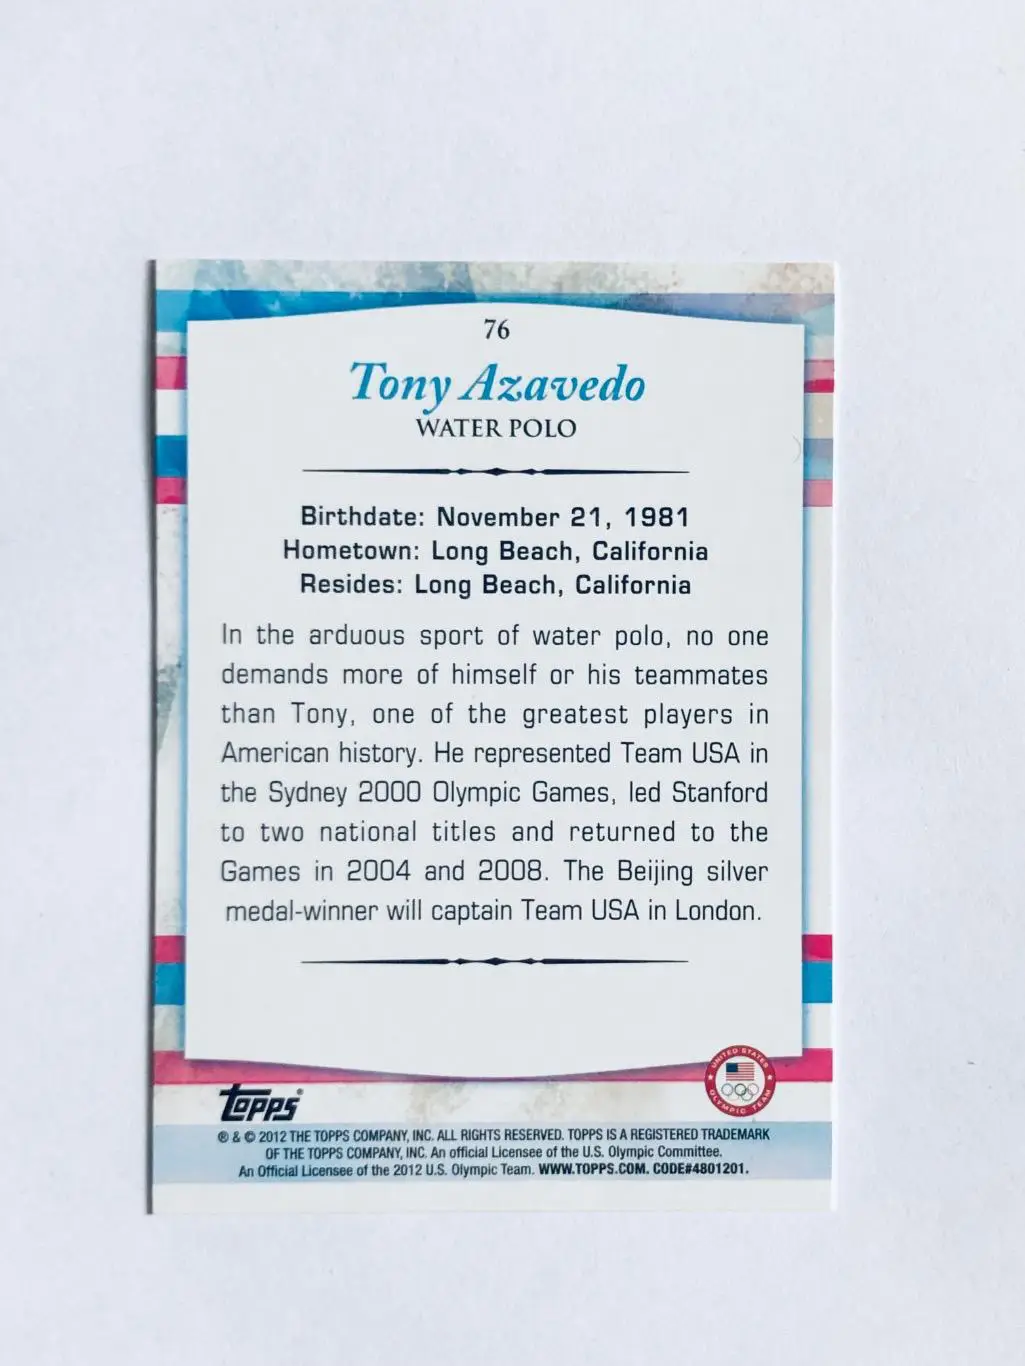 76
Tony Azavedo
WATER POLO
Birthdate: November 21, 1981
Hometown: Long Beach, California
Resides: Long Beach, California
In the arduous sport of water polo, no one
demands more of himself or his teammates
than Tony, one of the greatest players in
American history. He represented Team USA in
the Sydney 2000 Olympic Games, led Stanford
to two national titles and returned to the
Games in 2004 and 2008. The Beijing silver
medal-winner will captain Team USA in London.
UNITED STATES
OLYMPIC TEAM
Topps®
® & © 2012 THE TOPPS COMPANY, INC. ALL RIGHTS RESERVED. TOPPS IS A REGISTERED TRADEMARK
OF THE TOPPS COMPANY, INC. An official Licensee of the U.S. Olympic Committee.
An Official Licensee of the 2012 U.S. Olympic Team. WWW.TOPPS.COM. CODE#4801201.